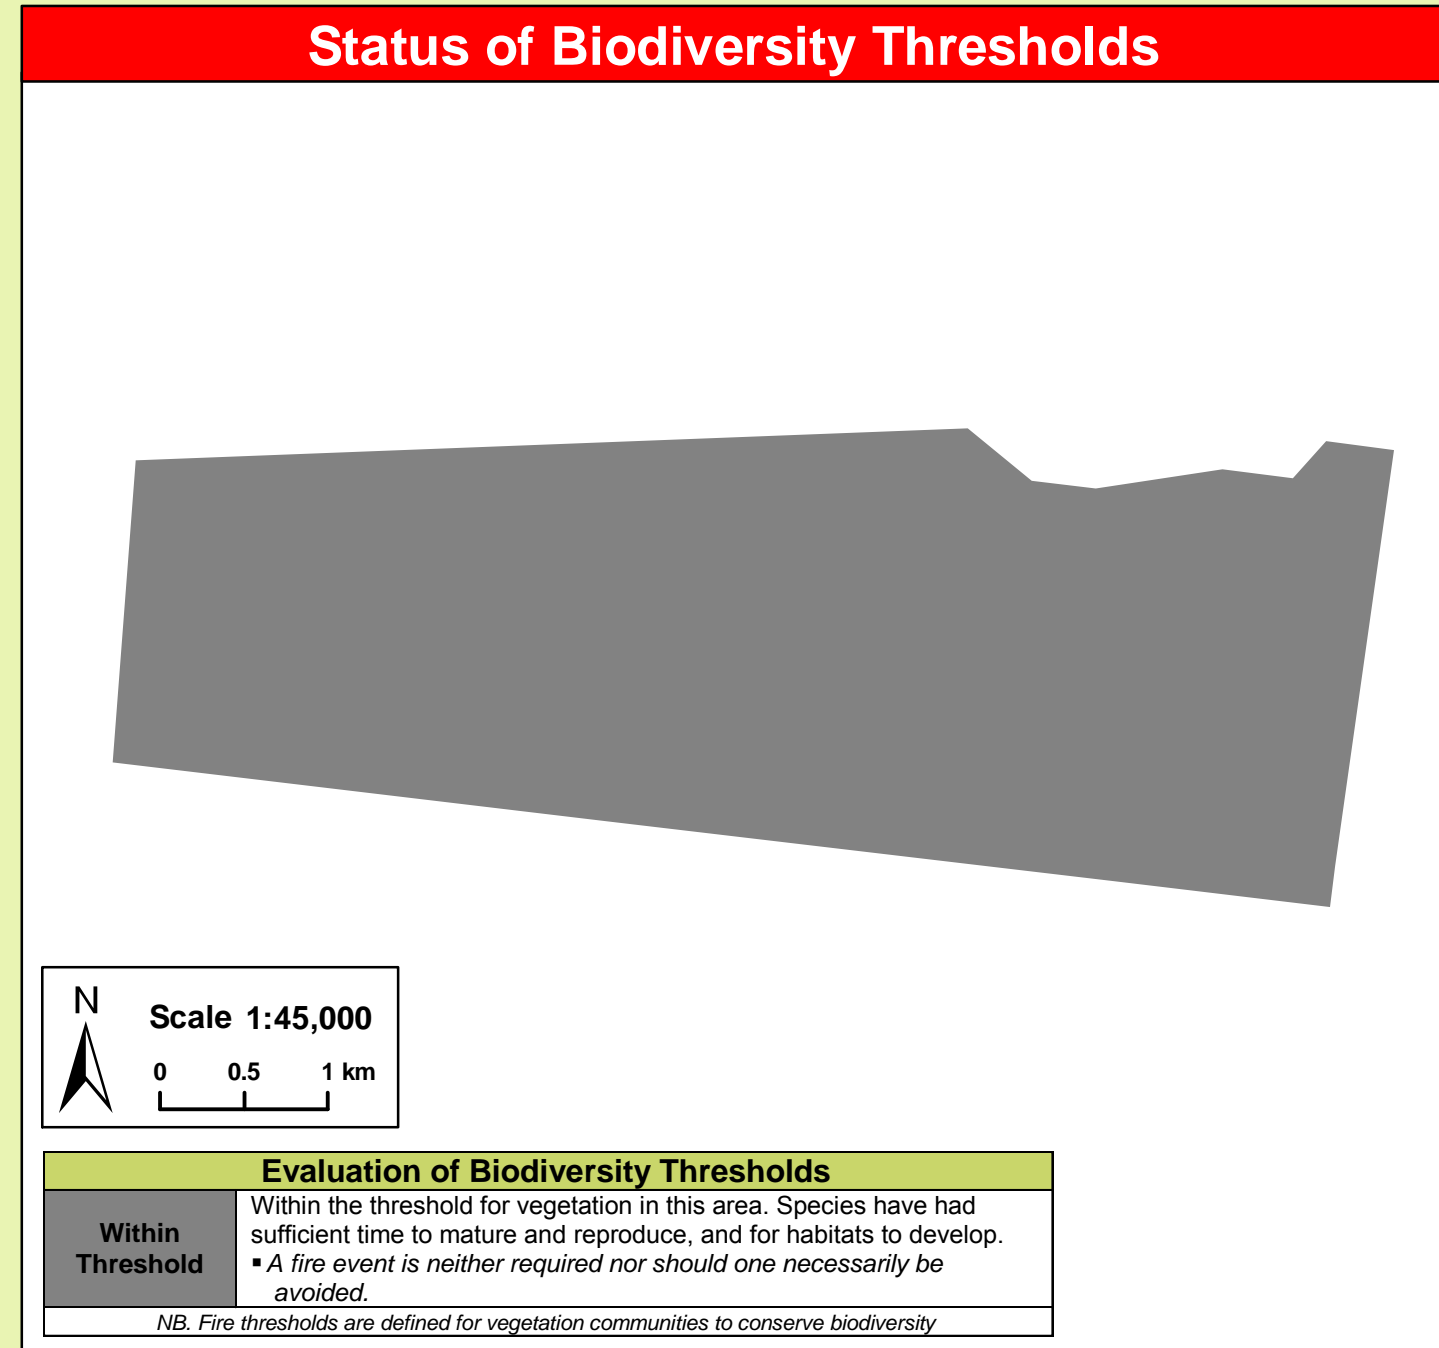 Status of Biodiversity Thresholds
N
Scale 1:45,000
0 0.5 1 km
Evaluation of Biodiversity Thresholds
Within
Threshold
Within the threshold for vegetation in this area. Species have had
sufficient time to mature and reproduce, and for habitats to develop.
▪ A fire event is neither required nor should one necessarily be
avoided.
NB. Fire thresholds are defined for vegetation communities to conserve biodiversity